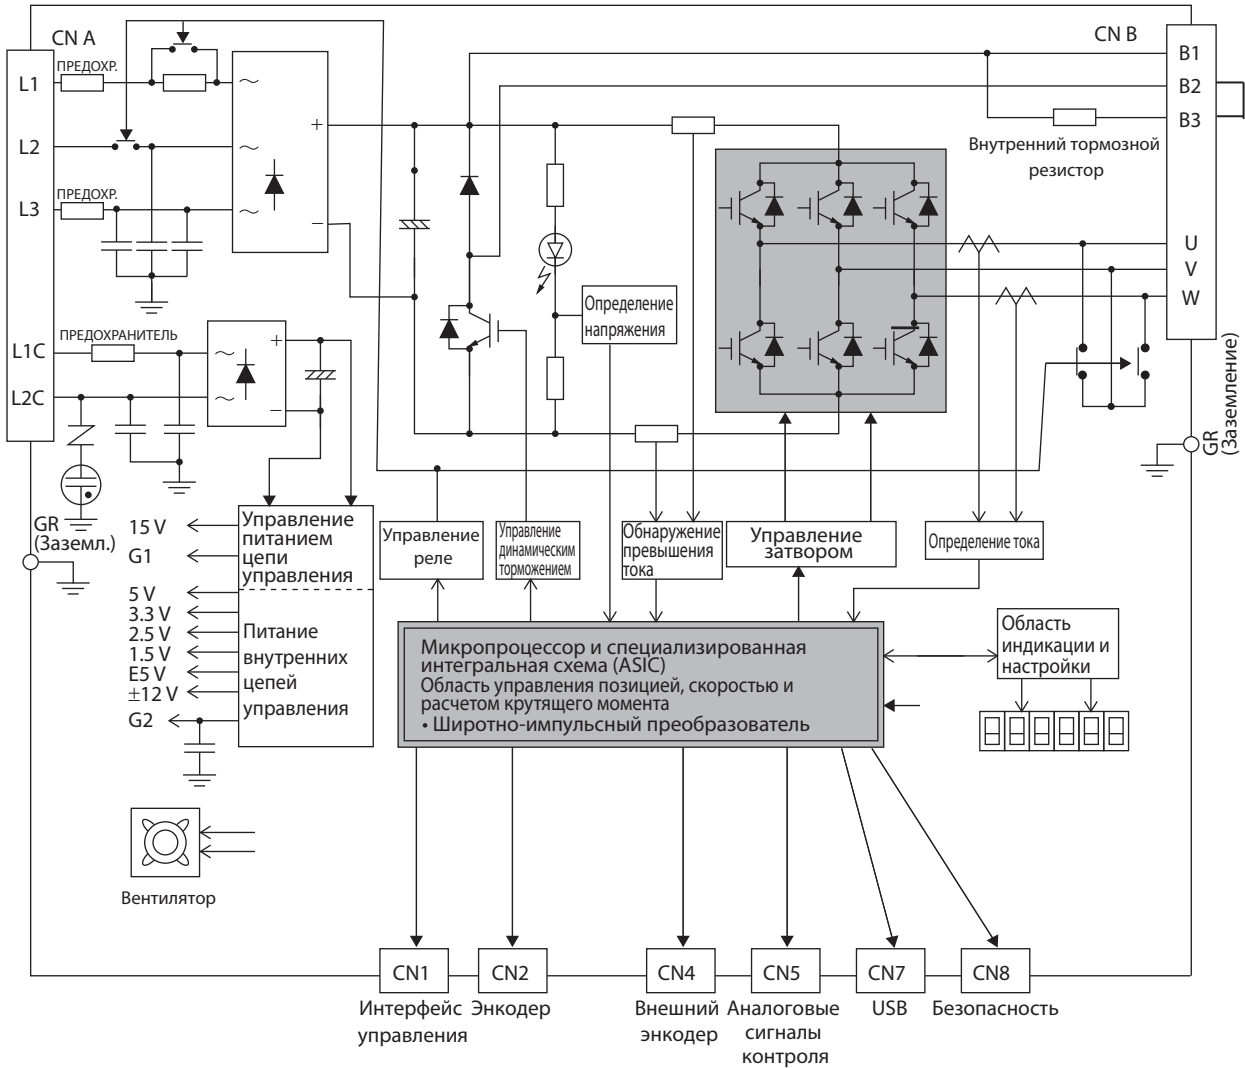 CN A
CN B
ПРЕДОХР.
L1
L2
ПРЕДОХР.
L3
+
−
B1
B2
B3
Внутренний тормозной
резистор
U
V
W
Определение
напряжения
ПРЕДОХРАНИТЕЛЬ
L1C
L2C
+
−
GR
(Заземление)
GR
(Заземл.)
15 V
G1
5 V
3.3 V
2.5 V
1.5 V
E5 V
±12 V
G2
Управление
питанием
цепи
управления
Питание
внутренних
цепей
управления
Управление
реле
Управление
динамическим
торможением
Обнаружение
превышения
тока
Управление
затвором
Определение тока
Микропроцессор и специализированная
интегральная схема (ASIC)
Область управления позицией, скоростью и
расчетом крутящего момента
• Широтно-импульсный преобразователь
Область
индикации и
настройки
Вентилятор
CN1
CN2
CN4
CN5
CN7
CN8
Интерфейс
управления
Энкодер
Внешний
энкодер
Аналоговые
сигналы
контроля
USB
Безопасность